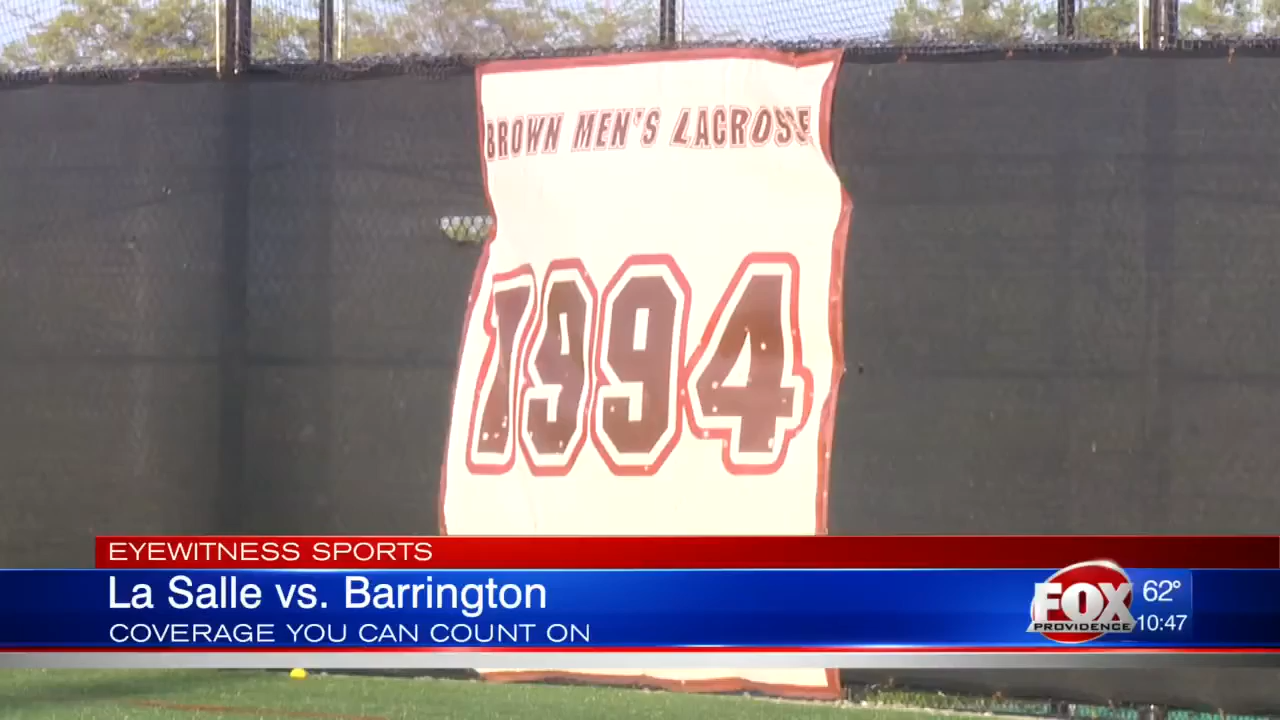 BROWN MEN'S LACROSSE
1994
EYEWITNESS SPORTS
La Salle vs. Barrington
COVERAGE YOU CAN COUNT ON
FOX
PROVIDENCE
62°
10:47